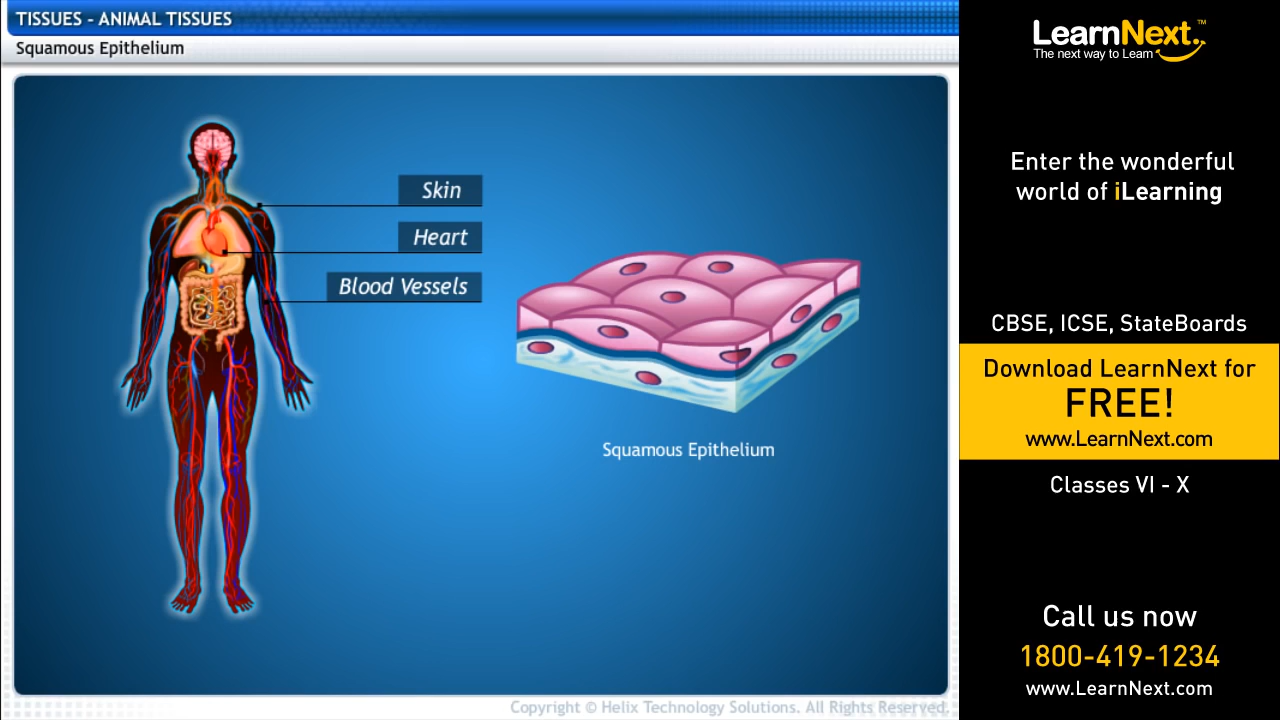 TISSUES - ANIMAL TISSUES
Squamous Epithelium
Skin
Heart
Blood Vessels
Squamous Epithelium
Copyright © Helix Technology Solutions. All Rights Reserved.
LearnNext.™
The next way to Learn
Enter the wonderful
world of iLearning
CBSE, ICSE, StateBoards
Download LearnNext for
FREE!
www.LearnNext.com
Classes VI - X
Call us now
1800-419-1234
www.LearnNext.com